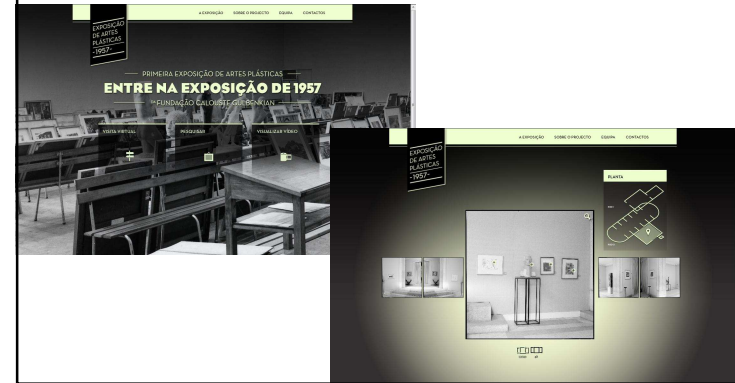 A EXPOSIÇÃO SOBRE O PROJECTO EQUIPA CONTACTOS
EXPOSIÇÃO
DE ARTES
PLÁSTICAS
-1957-
PRIMEIRA EXPOSIÇÃO DE ARTES PLÁSTICAS
ENTRE NA EXPOSIÇÃO DE 1957
FUNDAÇÃO CALOUSTE GULBENKIAN
VISITA VIRTUAL PESQUISAR VISUALIZAR VÍDEO
A EXPOSIÇÃO SOBRE O PROJECTO EQUIPA CONTACTOS
EXPOSIÇÃO
DE ARTES
PLÁSTICAS
-1957-
PLANTA